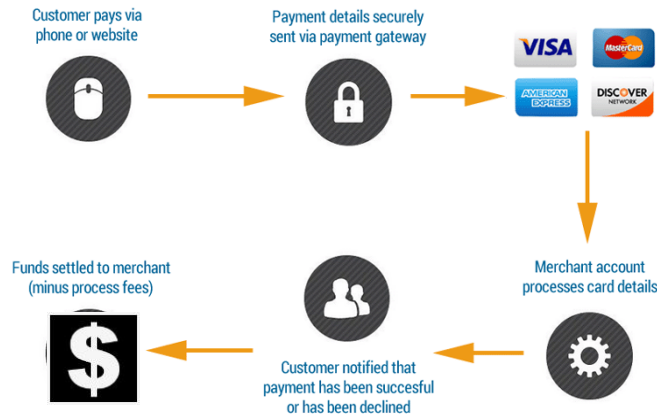 Customer pays via
phone or website
Payment details securely
sent via payment gateway
VISA
MasterCard
AMERICAN
EXPRESS
DISCOVER
NETWORK
Merchant account
processes card details
Customer notified that
payment has been succesful
or has been declined
Funds settled to merchant
(minus process fees)
$